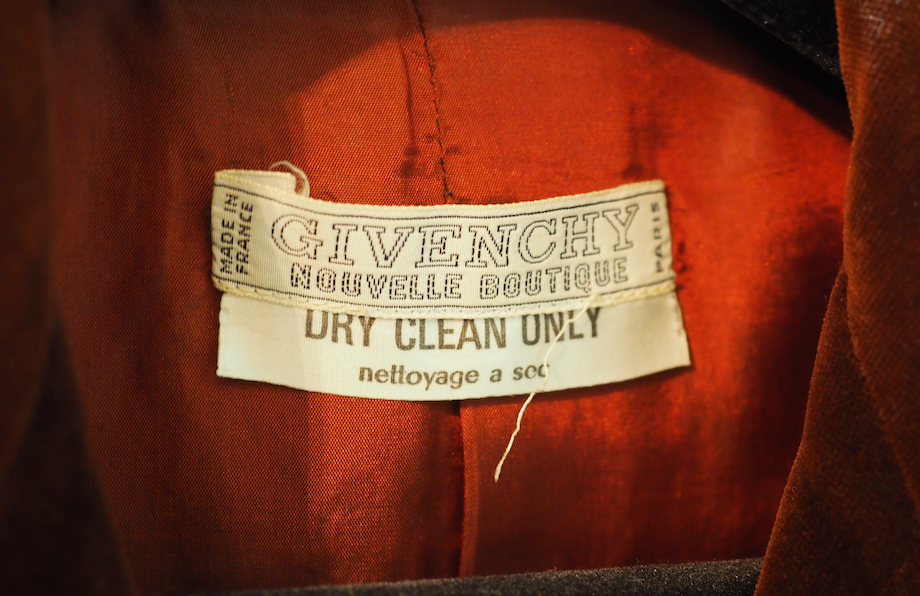 MADE IN
FRANCE
GIVENCHY
NOUVELLE BOUTIQUE
PARIS
DRY CLEAN ONLY
nettoyage a sec